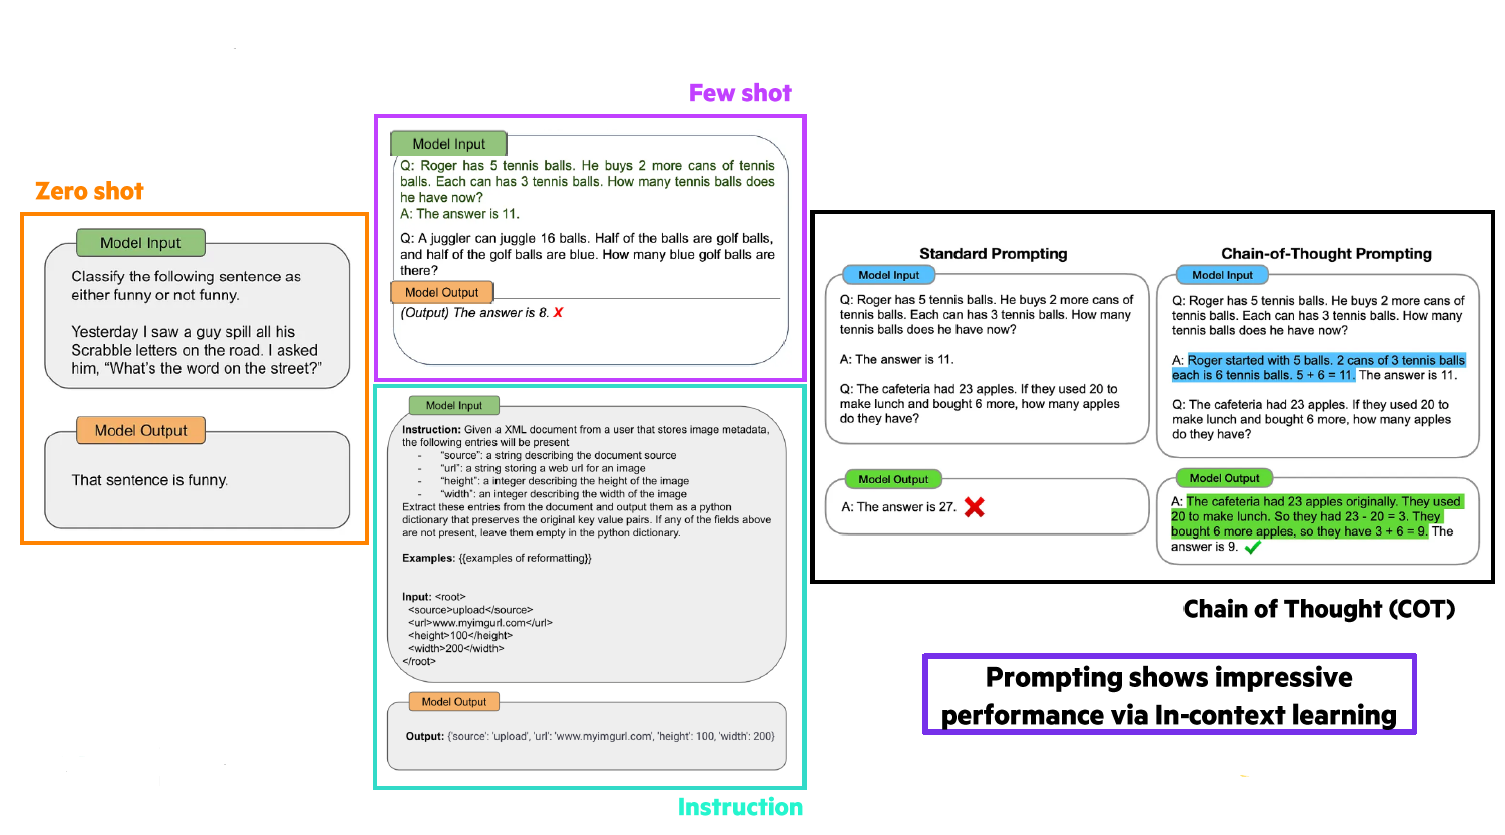 Zero shot
Model Input
Classify the following sentence as
either funny or not funny.
Yesterday I saw a guy spill all his
Scrabble letters on the road. I asked
him, “What’s the word on the street?”
Model Output
That sentence is funny.
Few shot
Model Input
Q: Roger has 5 tennis balls. He buys 2 more cans of tennis
balls. Each can has 3 tennis balls. How many tennis balls does
he have now?
A: The answer is 11.
Q: A juggler can juggle 16 balls. Half of the balls are golf balls,
and half of the golf balls are blue. How many blue golf balls are
there?
Model Output
(Output) The answer is 8. X
Model Input
Instruction: Given a XML document from a user that stores image metadata,
the following entries will be present
- “source”: a string describing the document source
- “url”: a string storing a web url for an image
- “height”: a integer describing the height of the image
- “width”: an integer describing the width of the image
Extract these entries from the document and output them as a python
dictionary that preserves the original key value pairs. If any of the fields above
are not present, leave them empty in the python dictionary.
Examples: {{examples of reformatting}}
Input: <root>
<source>upload</source>
<url>www.myimgurl.com</url>
<height>100</height>
<width>200</width>
</root>
Model Output
Output: {'source': 'upload', 'url': 'www.myimgurl.com', 'height': 100, 'width': 200}
Instruction
Standard Prompting
Model Input
Q: Roger has 5 tennis balls. He buys 2 more cans of
tennis balls. Each can has 3 tennis balls. How many
tennis balls does he have now?
A: The answer is 11.
Q: The cafeteria had 23 apples. If they used 20 to
make lunch and bought 6 more, how many apples
do they have?
Model Output
A: The answer is 27.
Chain-of-Thought Prompting
Model Input
Q: Roger has 5 tennis balls. He buys 2 more cans of
tennis balls. Each can has 3 tennis balls. How many
tennis balls does he have now?
A: Roger started with 5 balls. 2 cans of 3 tennis balls
each is 6 tennis balls. 5 + 6 = 11. The answer is 11.
Q: The cafeteria had 23 apples. If they used 20 to
make lunch and bought 6 more, how many apples
do they have?
Model Output
A: The cafeteria had 23 apples originally. They used
20 to make lunch. So they had 23 - 20 = 3. They
bought 6 more apples, so they have 3 + 6 = 9. The
answer is 9.
Chain of Thought (COT)
Prompting shows impressive
performance via In-context learning